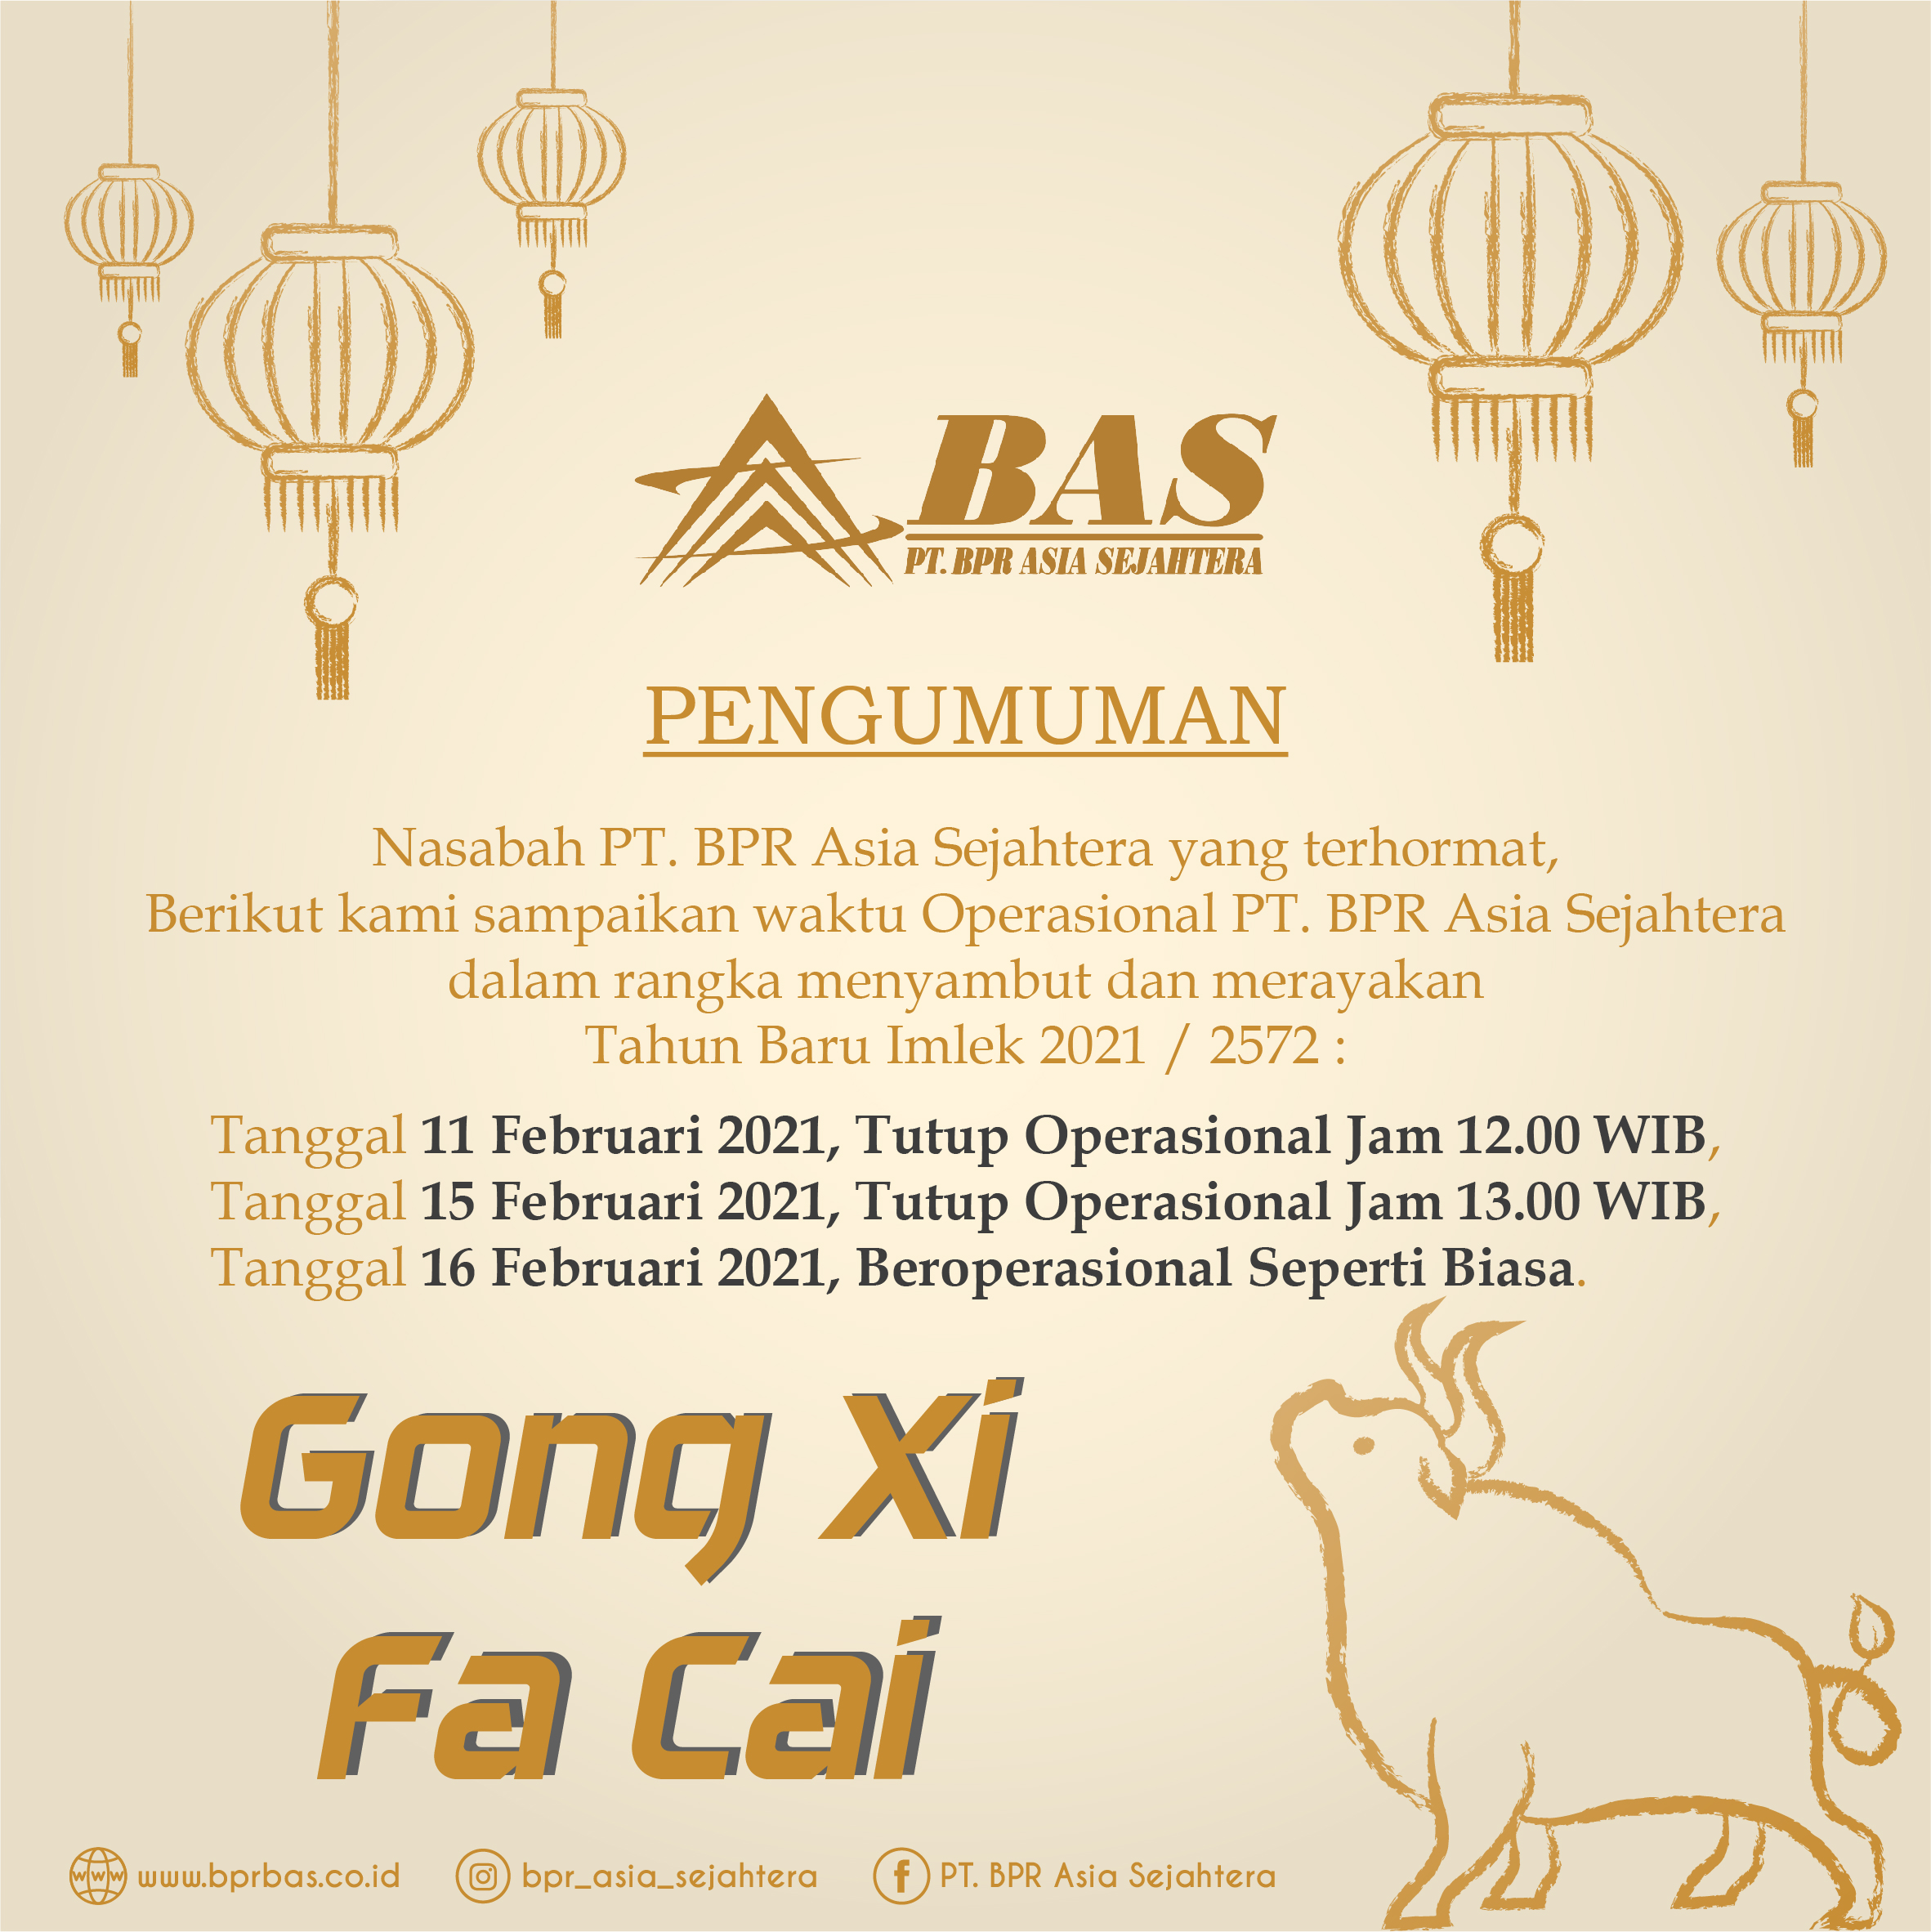 BAS
PT. BPR ASIA SEJAHTERA
PENGUMUMAN
Nasabah PT. BPR Asia Sejahtera yang terhormat,
Berikut kami sampaikan waktu Operasional PT. BPR Asia Sejahtera
dalam rangka menyambut dan merayakan
Tahun Baru Imlek 2021 / 2572 :
Tanggal 11 Februari 2021, Tutup Operasional Jam 12.00 WIB,
Tanggal 15 Februari 2021, Tutup Operasional Jam 13.00 WIB,
Tanggal 16 Februari 2021, Beroperasional Seperti Biasa.
Gong Xi
Fa Cai
www www.bprbas.co.id bpr_asia_sejahtera f PT. BPR Asia Sejahtera